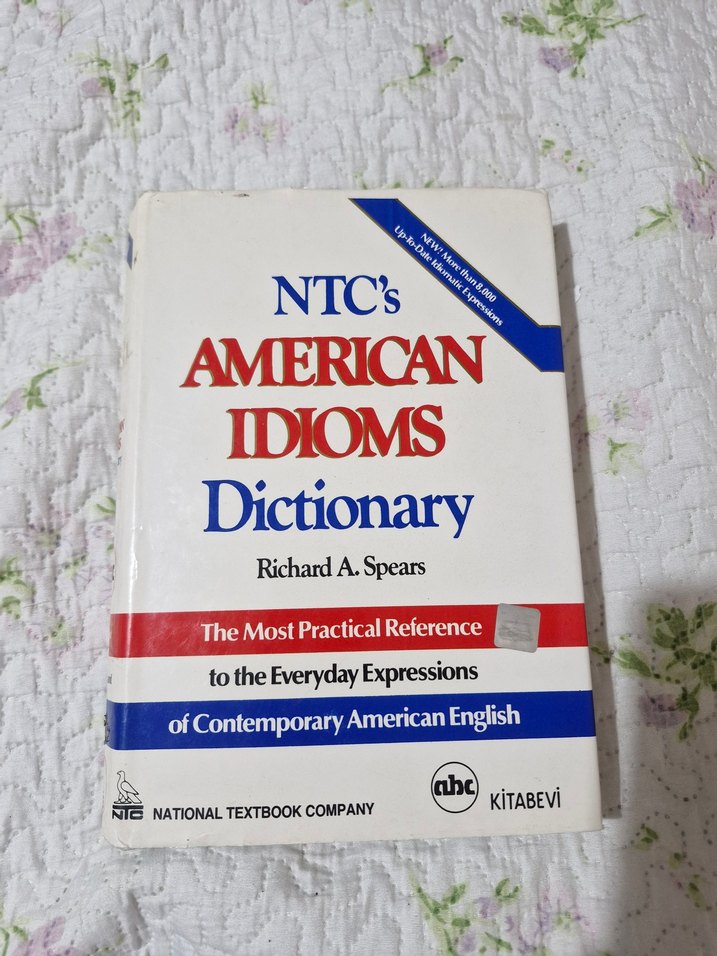 NEW! More than 8,000
Up-To-Date Idiomatic Expressions
NTC's
AMERICAN
IDIOMS
Dictionary
Richard A. Spears
The Most Practical Reference
to the Everyday Expressions
of Contemporary American English
NTC NATIONAL TEXTBOOK COMPANY
abc KİTABEVİ